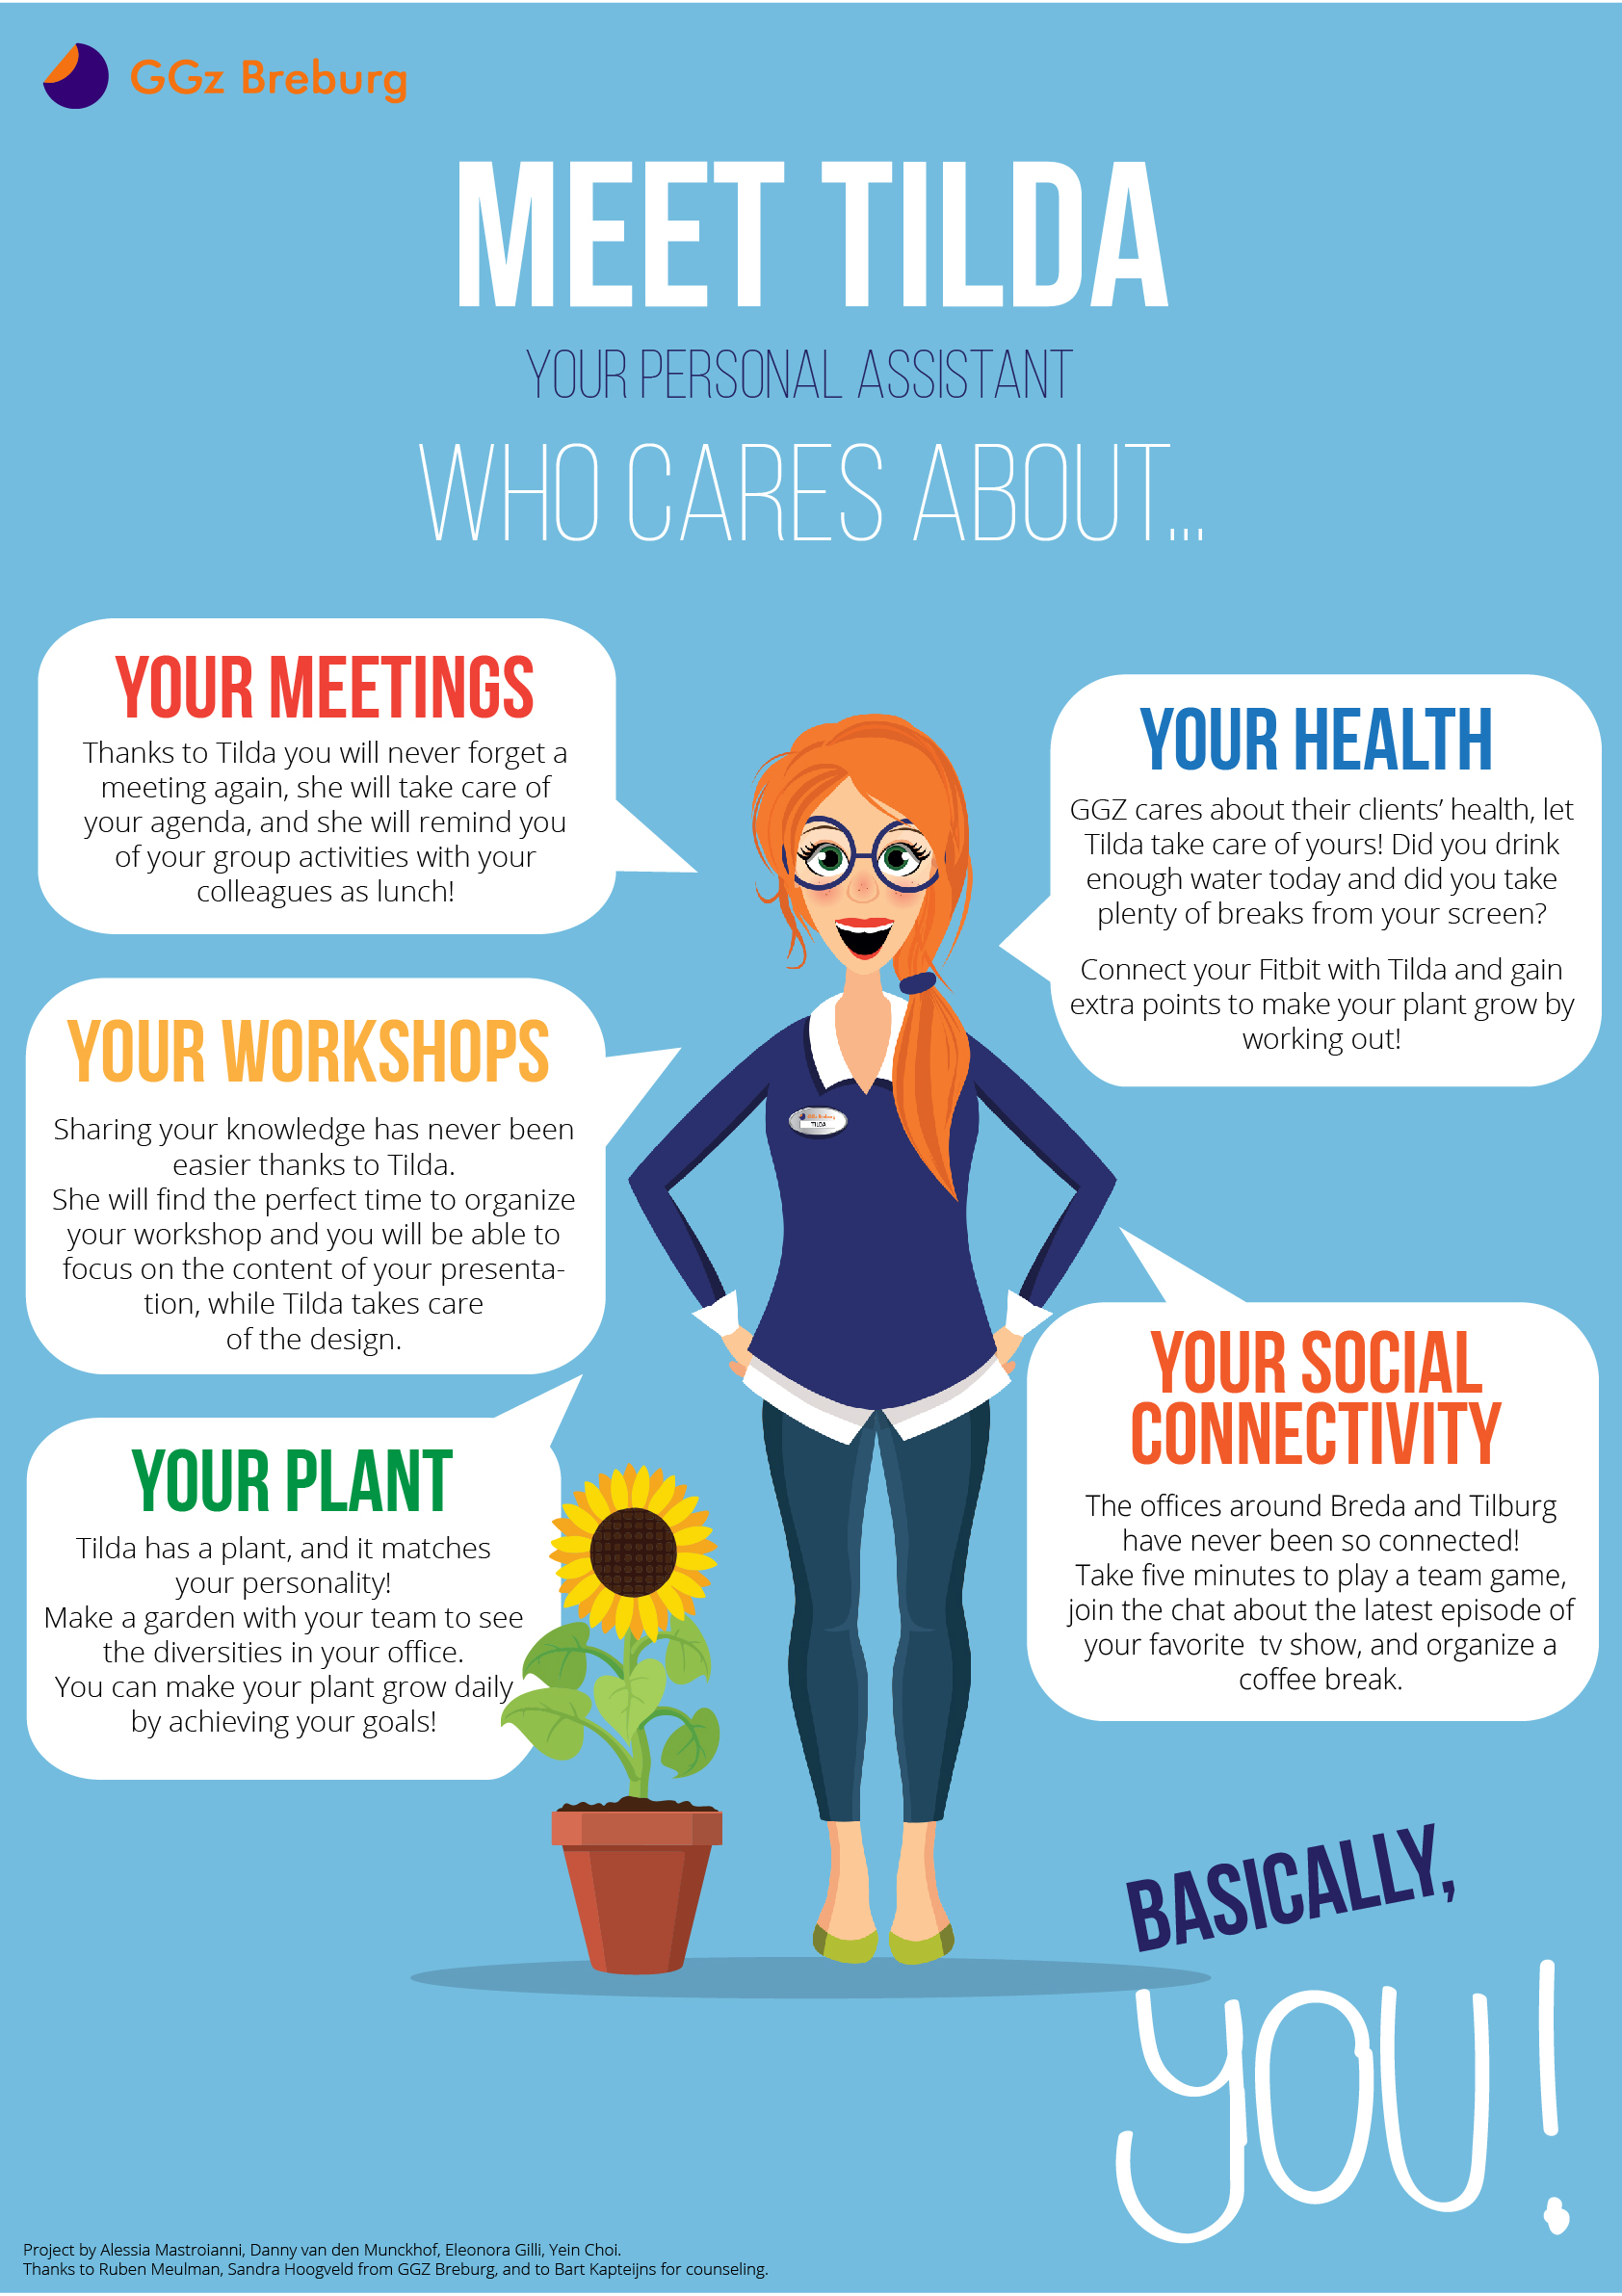 GGz Breburg
MEET TILDA
YOUR PERSONAL ASSISTANT
WHO CARES ABOUT...
YOUR MEETINGS
Thanks to Tilda you will never forget a
meeting again, she will take care of
your agenda, and she will remind you
of your group activities with your
colleagues as lunch!
YOUR HEALTH
GGZ cares about their clients’ health, let
Tilda take care of yours! Did you drink
enough water today and did you take
plenty of breaks from your screen?
Connect your Fitbit with Tilda and gain
extra points to make your plant grow by
working out!
YOUR WORKSHOPS
Sharing your knowledge has never been
easier thanks to Tilda.
She will find the perfect time to organize
your workshop and you will be able to
focus on the content of your presenta-
tion, while Tilda takes care
of the design.
GGz Breburg
TILDA
YOUR SOCIAL
CONNECTIVITY
The offices around Breda and Tilburg
have never been so connected!
Take five minutes to play a team game,
join the chat about the latest episode of
your favorite  tv show, and organize a
coffee break.
YOUR PLANT
Tilda has a plant, and it matches
your personality!
Make a garden with your team to see
the diversities in your office.
You can make your plant grow daily
by achieving your goals!
BASICALLY,
YOU!
Project by Alessia Mastroianni, Danny van den Munckhof, Eleonora Gilli, Yein Choi.
Thanks to Ruben Meulman, Sandra Hoogveld from GGZ Breburg, and to Bart Kapteijns for counseling.